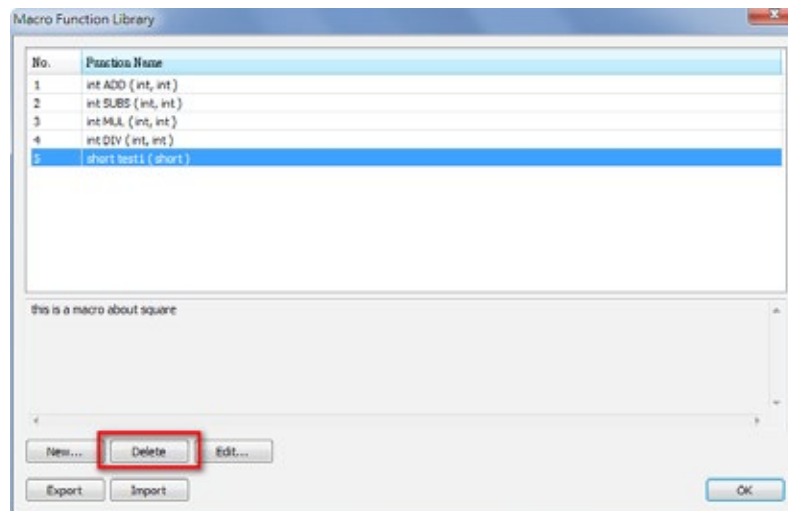 Macro Function Library
No. Function Name
1 int ADD ( int, int )
2 int SUBS ( int, int )
3 int MUL ( int, int )
4 int DIV ( int, int )
5 short test1 ( short )
this is a macro about square
New... Delete Edit...
Export Import OK